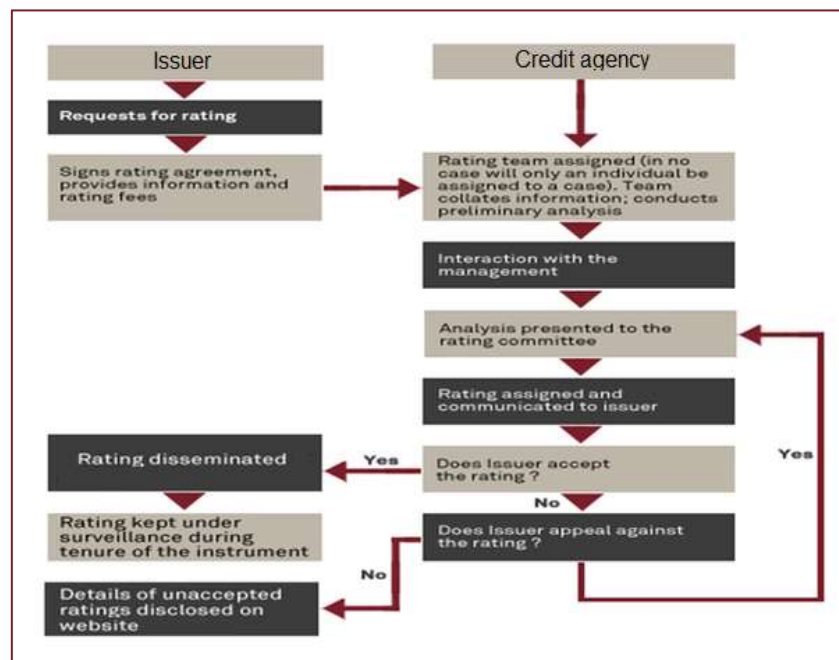 Issuer
Credit agency
Requests for rating
Signs rating agreement,
provides information and
rating fees
Rating team assigned (in no
case will only an individual be
assigned to a case). Team
collates information; conducts
preliminary analysis
Interaction with the
management
Analysis presented to the
rating committee
Rating assigned and
communicated to issuer
Does Issuer accept
the rating ?
Yes
Rating disseminated
Rating kept under
surveillance during
tenure of the instrument
No
Does Issuer appeal against
the rating ?
Yes
No
Details of unaccepted
ratings disclosed on
website